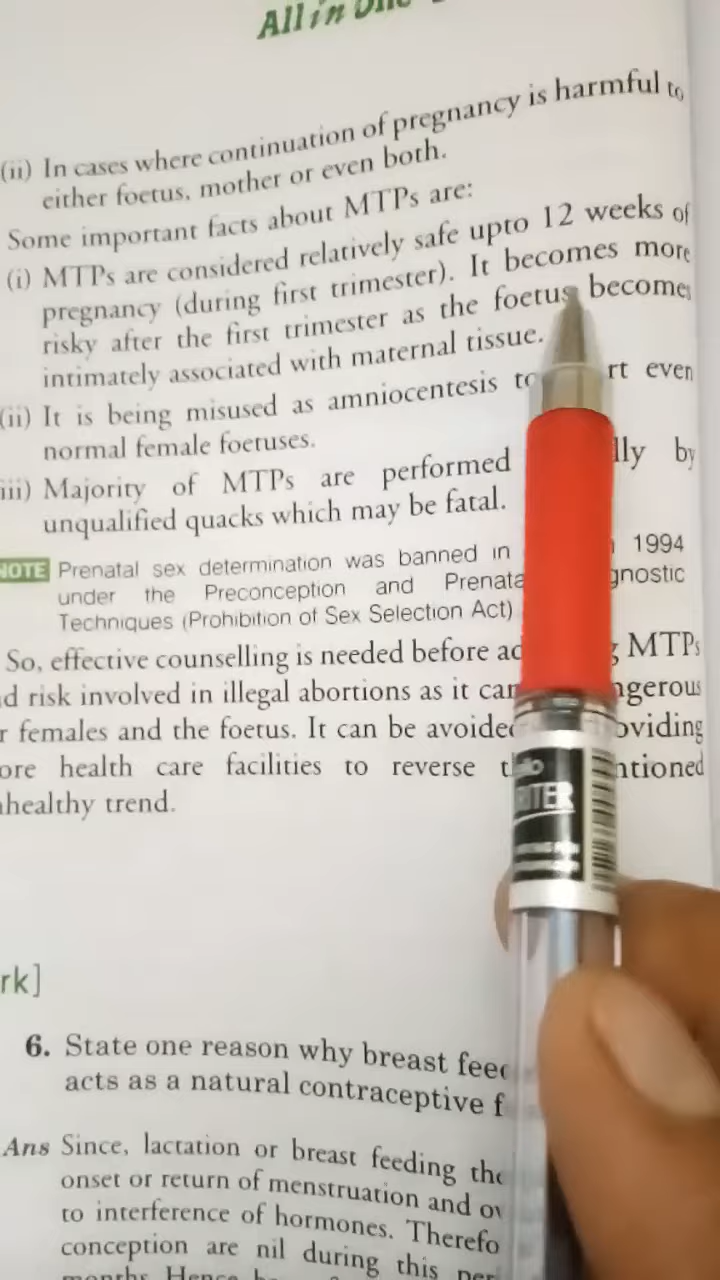 All in One
(ii) In cases where continuation of pregnancy is harmful to
either foetus, mother or even both.
Some important facts about MTPs are:
(i) MTPs are considered relatively safe upto 12 weeks of
pregnancy (during first trimester). It becomes more
risky after the first trimester as the foetus becomes
intimately associated with maternal tissue.
(ii) It is being misused as amniocentesis to rt even
normal female foetuses.
iii) Majority of MTPs are performed lly by
unqualified quacks which may be fatal.
NOTE Prenatal sex determination was banned in 1994
under the Preconception and Prenata gnostic
Techniques (Prohibition of Sex Selection Act)
So, effective counselling is needed before ad g MTPs
d risk involved in illegal abortions as it can ngerous
r females and the foetus. It can be avoided oviding
ore health care facilities to reverse t ntioned
healthy trend.
rk]
6. State one reason why breast feed
acts as a natural contraceptive f
Ans Since, lactation or breast feeding the
onset or return of menstruation and ov
to interference of hormones. Therefo
conception are nil during this per
months. Hence